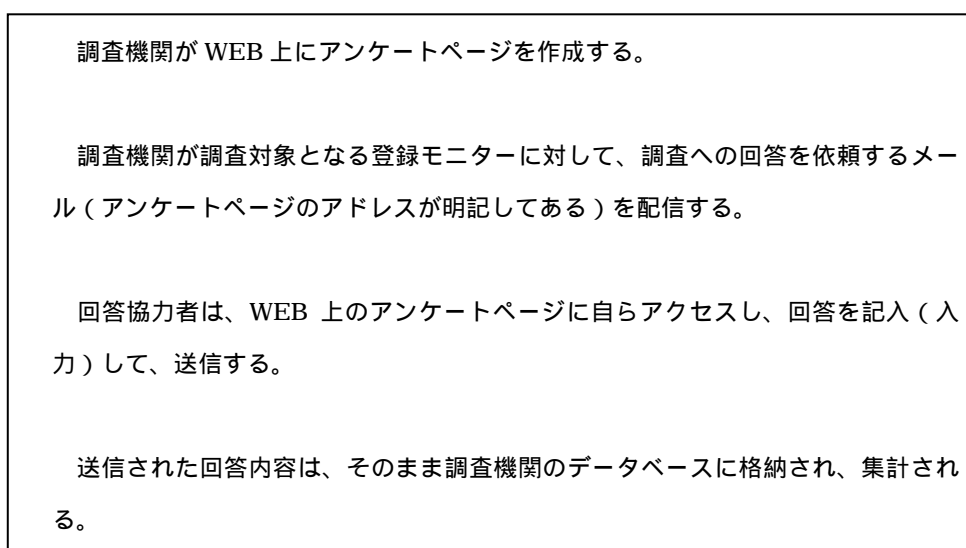 調査機関が WEB 上にアンケートページを作成する。
調査機関が調査対象となる登録モニターに対して、調査への回答を依頼するメー
ル（アンケートページのアドレスが明記してある）を配信する。
回答協力者は、WEB 上のアンケートページに自らアクセスし、回答を記入（入
力）して、送信する。
送信された回答内容は、そのまま調査機関のデータベースに格納され、集計され
る。